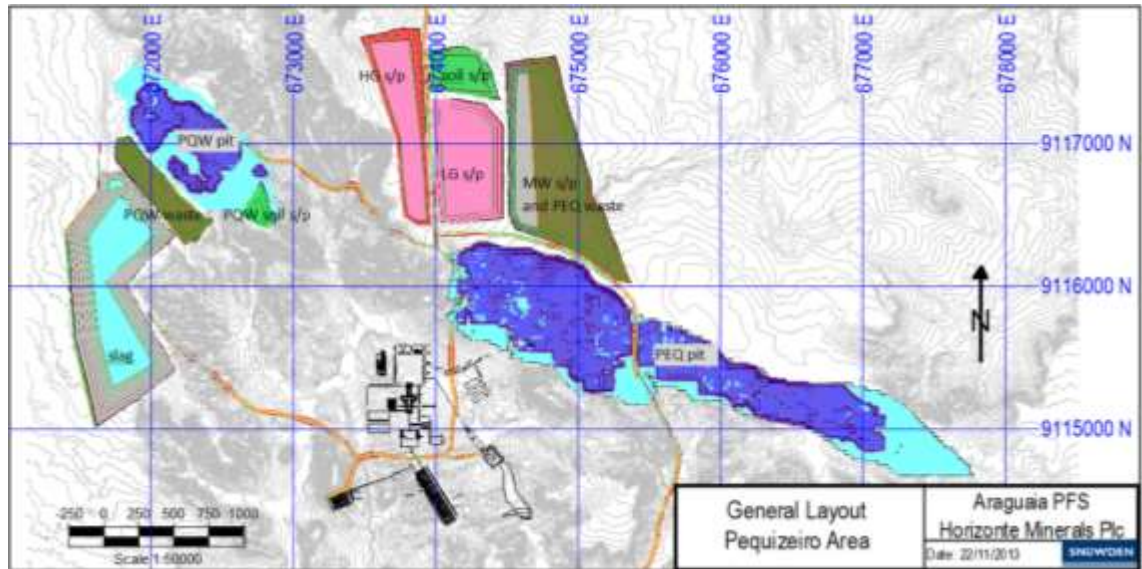 672000 E
673000 E
674000 E
675000 E
676000 E
677000 E
678000 E
HG s/p
soil s/p
PQW pit
9117000 N
LG s/p
MW s/p
and PEQ waste
PQW waste
PQW soil s/p
9116000 N
N
slag
PEQ pit
9115000 N
-250 0 250 500 750 1000
Scale 1:50000
General Layout
Pequizeiro Area
Araguaia PFS
Horizonte Minerals Plc
Date: 22/11/2013
SNOWDEN